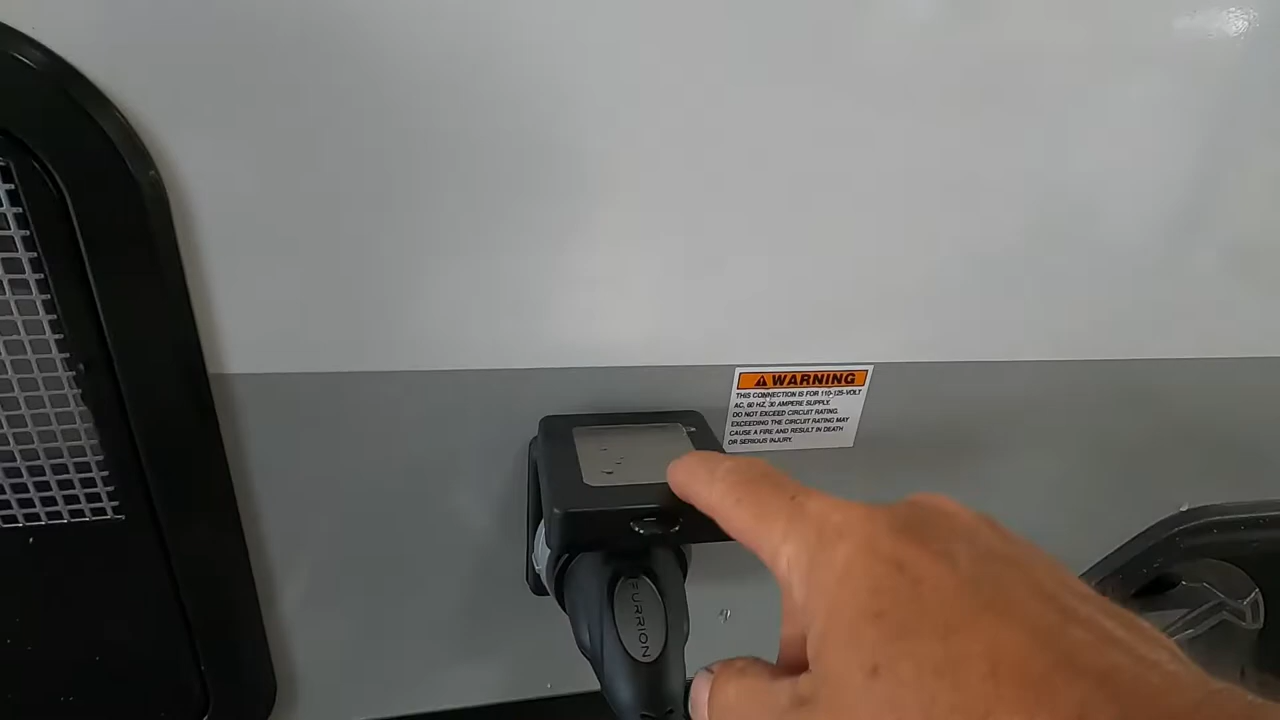 WARNING
THIS CONNECTION IS FOR 110-125-VOLT
AC, 60 HZ, 30 AMPERE SUPPLY.
DO NOT EXCEED CIRCUIT RATING.
EXCEEDING THE CIRCUIT RATING MAY
CAUSE A FIRE AND RESULT IN DEATH
OR SERIOUS INJURY.
FURRION